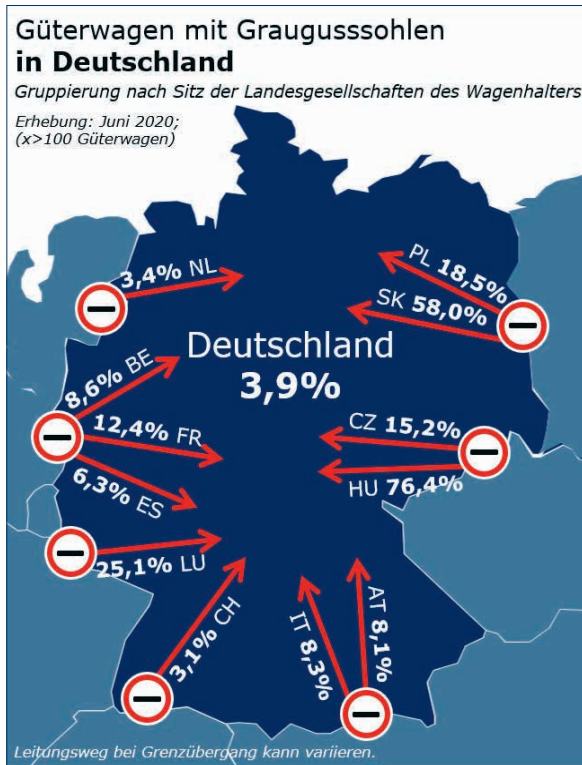 Güterwagen mit Graugusssohlen
in Deutschland
Gruppierung nach Sitz der Landesgesellschaften des Wagenhalters
Erhebung: Juni 2020;
(x>100 Güterwagen)
3,4% NL
PL 18,5%
SK 58,0%
Deutschland
3,9%
8,6% BE
12,4% FR
6,3% ES
CZ 15,2%
HU 76,4%
25,1% LU
3,1% CH
IT 8,3%
AT 8,1%
Leitungsweg bei Grenzübergang kann variieren.